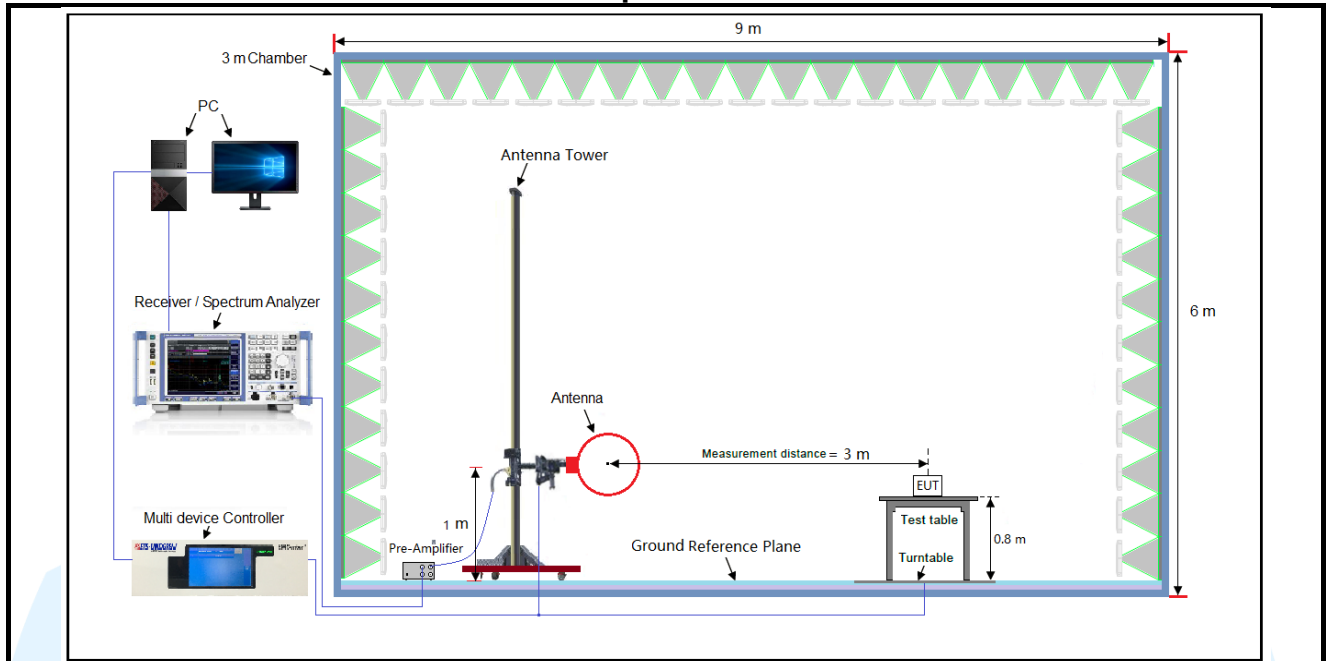 9 m
3 m Chamber
PC
Antenna Tower
Receiver / Spectrum Analyzer
6 m
Antenna
Measurement distance = 3 m
EUT
1 m
Multi device Controller
Test table
0.8 m
Pre-Amplifier
Ground Reference Plane
Turntable